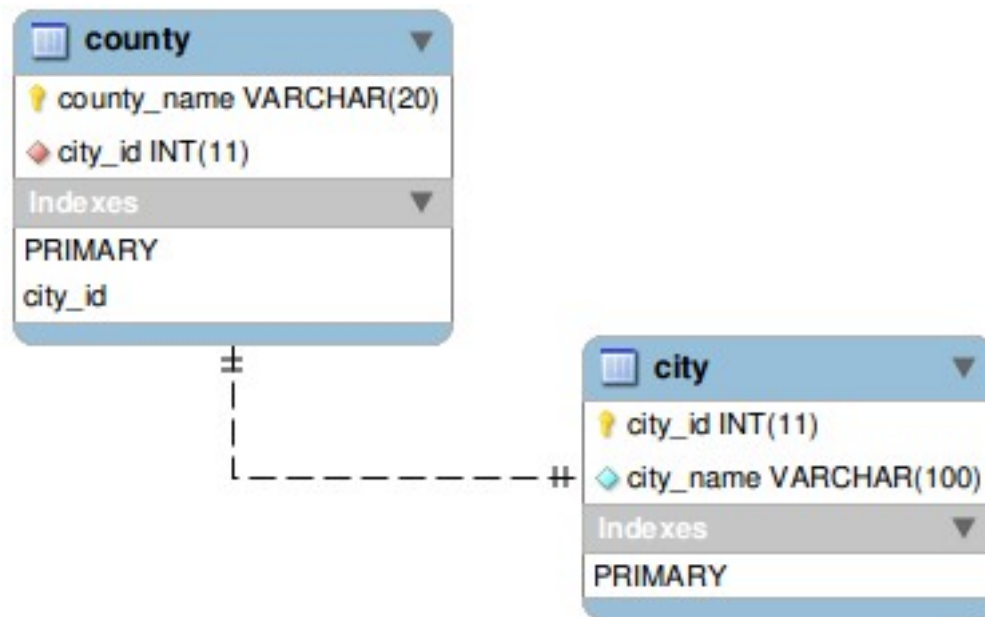 county
county_name VARCHAR(20)
city_id INT(11)
Indexes
PRIMARY
city_id
city
city_id INT(11)
city_name VARCHAR(100)
Indexes
PRIMARY